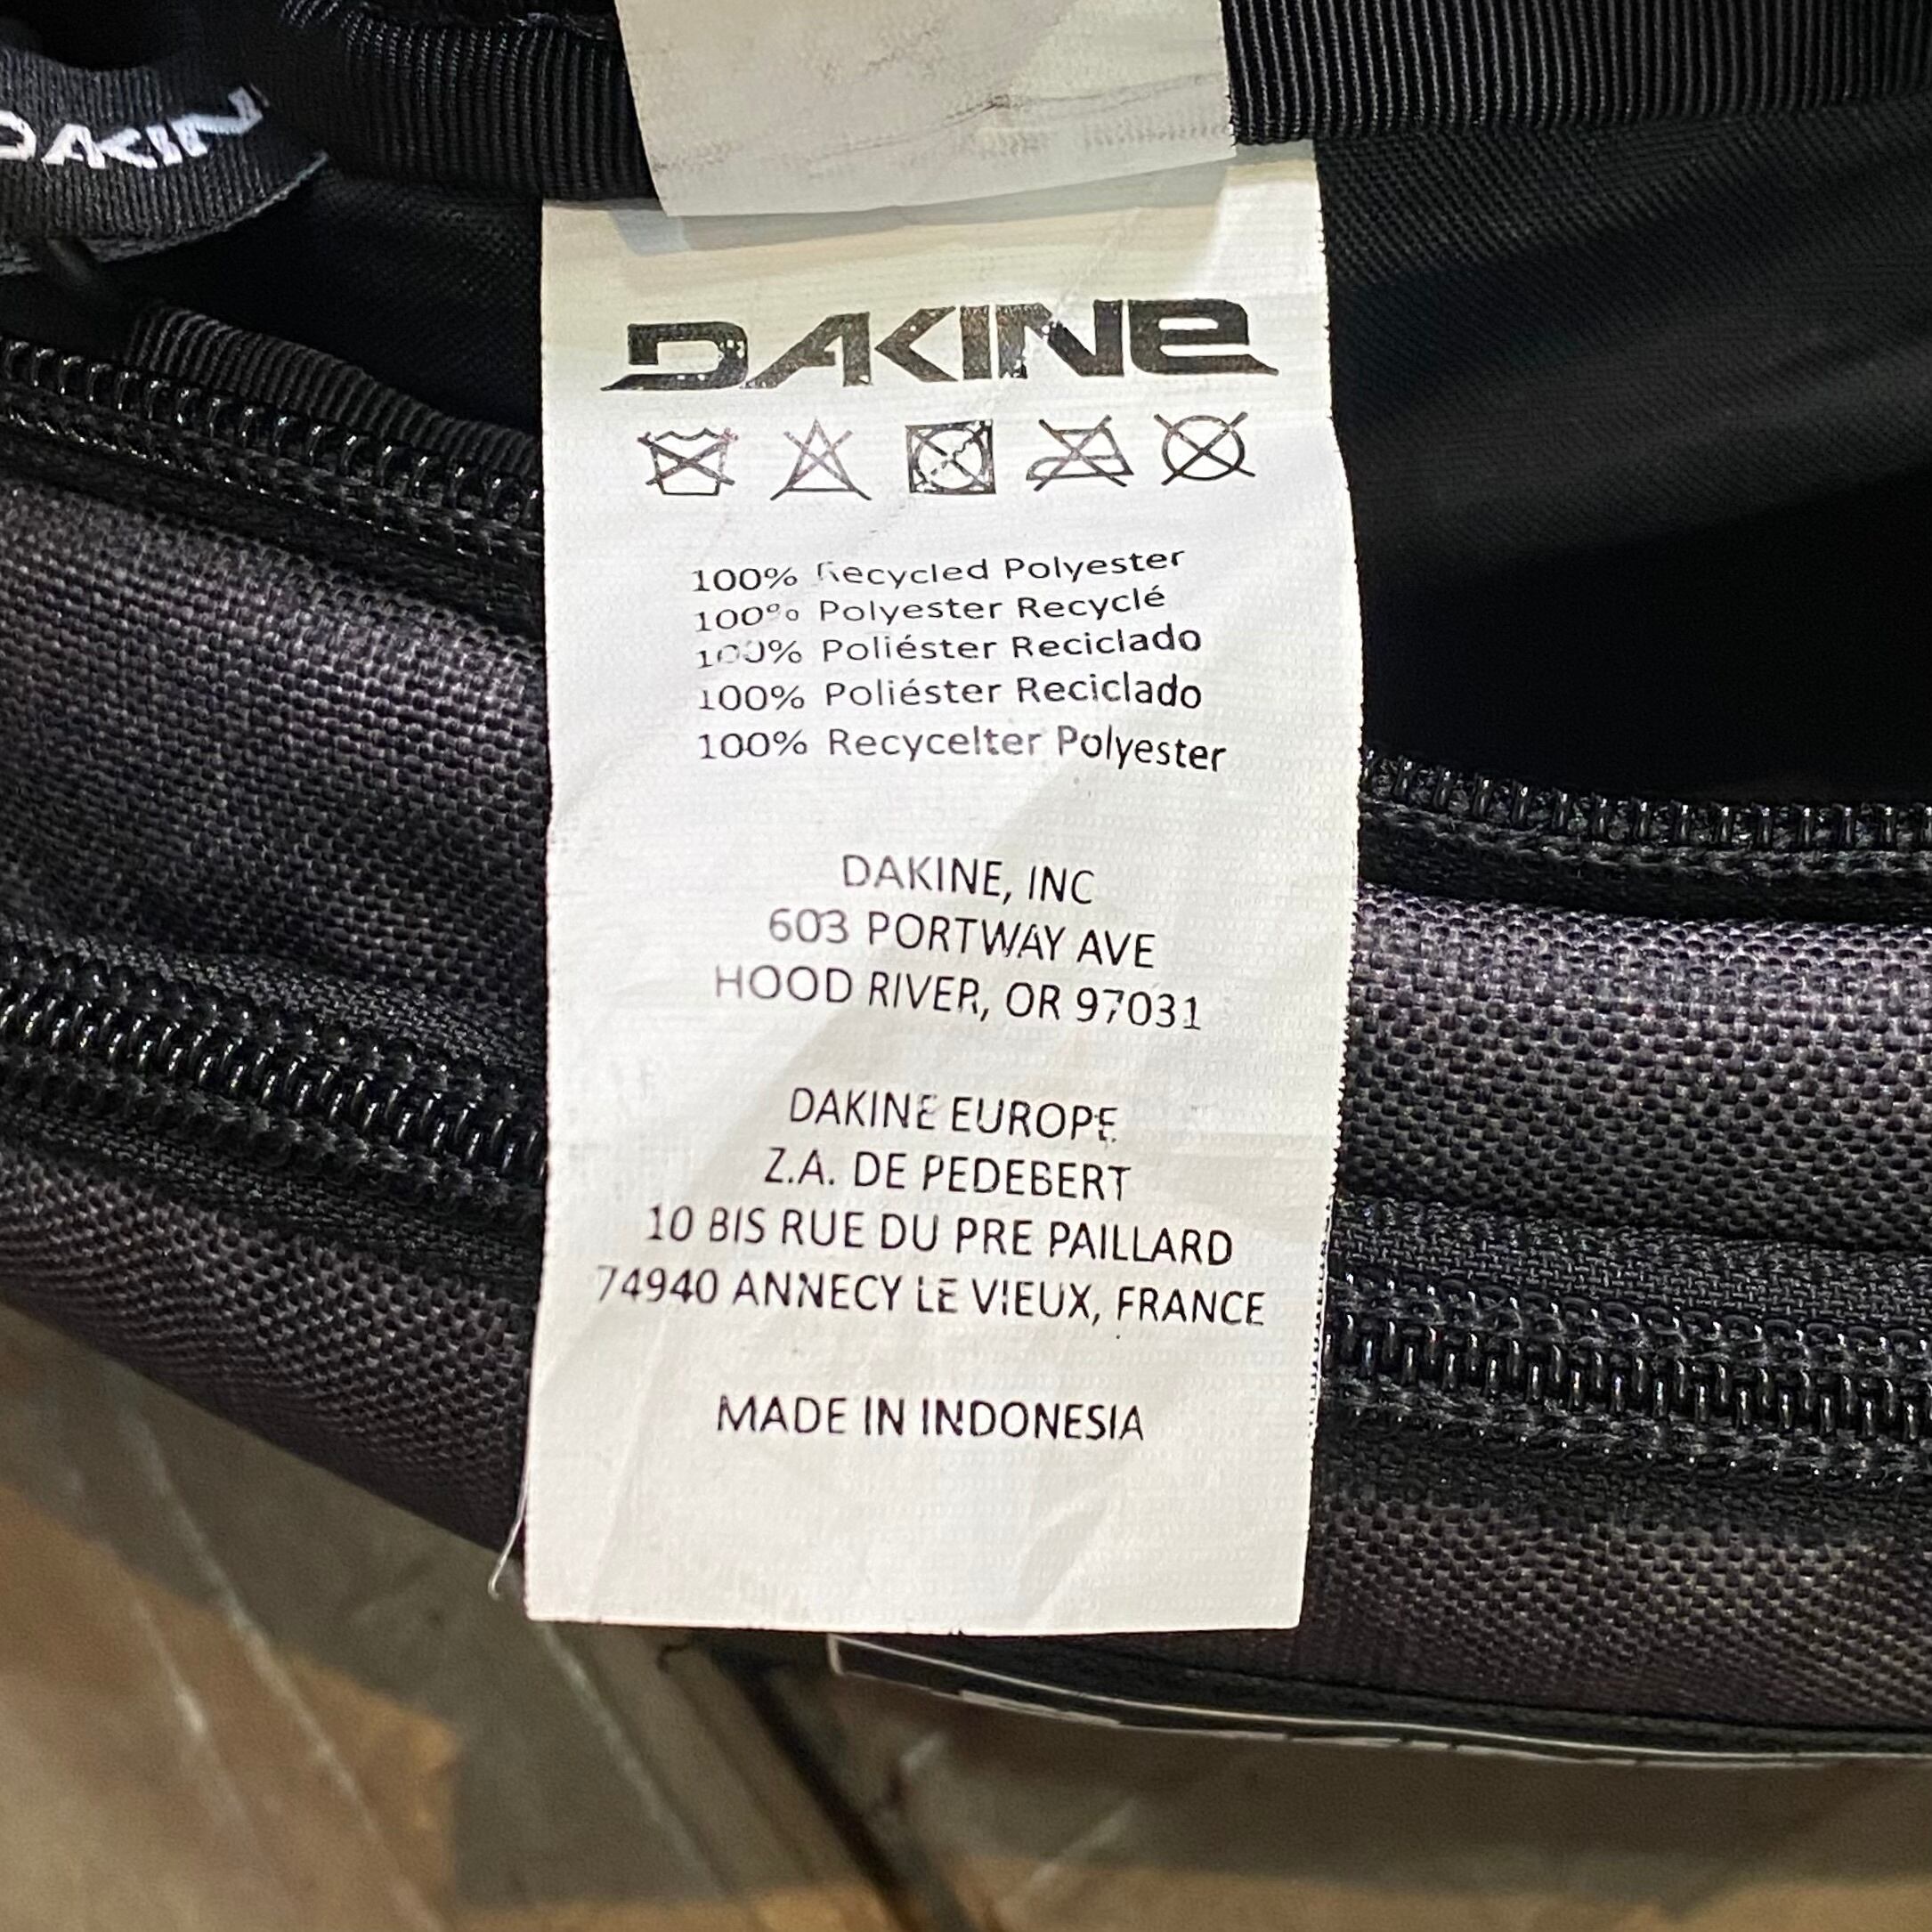 DAKIN
DAKINE
100% Recycled Polyester
100% Polyester Recyclé
100% Poliéster Reciclado
100% Poliéster Reciclado
100% Recycelter Polyester
DAKINE, INC
603 PORTWAY AVE
HOOD RIVER, OR 97031
DAKINE EUROPE
Z.A. DE PEDEBERT
10 BIS RUE DU PRE PAILLARD
74940 ANNECY LE VIEUX, FRANCE
MADE IN INDONESIA